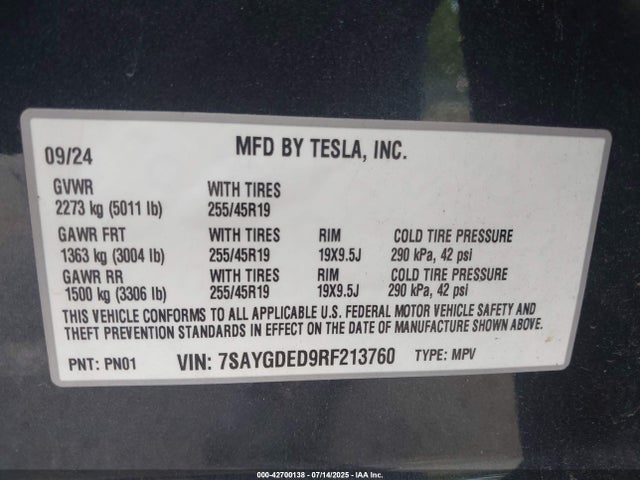 09/24 MFD BY TESLA, INC.
GVWR WITH TIRES
2273 kg (5011 lb) 255/45R19
GAWR FRT WITH TIRES RIM COLD TIRE PRESSURE
1363 kg (3004 lb) 255/45R19 19X9.5J 290 kPa, 42 psi
GAWR RR WITH TIRES RIM COLD TIRE PRESSURE
1500 kg (3306 lb) 255/45R19 19X9.5J 290 kPa, 42 psi
THIS VEHICLE CONFORMS TO ALL APPLICABLE U.S. FEDERAL MOTOR VEHICLE SAFETY AND
THEFT PREVENTION STANDARDS IN EFFECT ON THE DATE OF MANUFACTURE SHOWN ABOVE.
PNT: PN01 VIN: 7SAYGDED9RF213760 TYPE: MPV
000-42700138 - 07/14/2025 - IAA Inc.